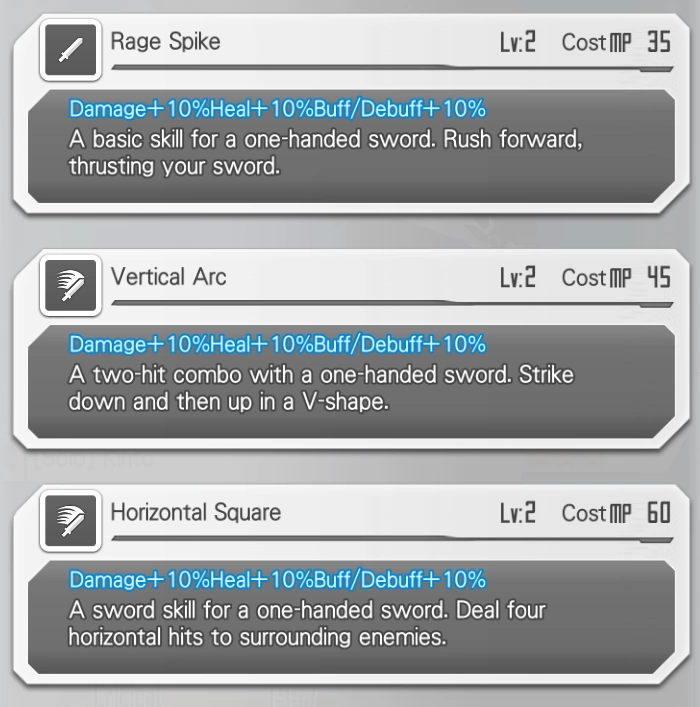 Rage Spike Lv:2 Cost MP 35
Damage+10%Heal+10%Buff/Debuff+10%
A basic skill for a one-handed sword. Rush forward,
thrusting your sword.
Vertical Arc Lv:2 Cost MP 45
Damage+10%Heal+10%Buff/Debuff+10%
A two-hit combo with a one-handed sword. Strike
down and then up in a V-shape.
Horizontal Square Lv:2 Cost MP 60
Damage+10%Heal+10%Buff/Debuff+10%
A sword skill for a one-handed sword. Deal four
horizontal hits to surrounding enemies.